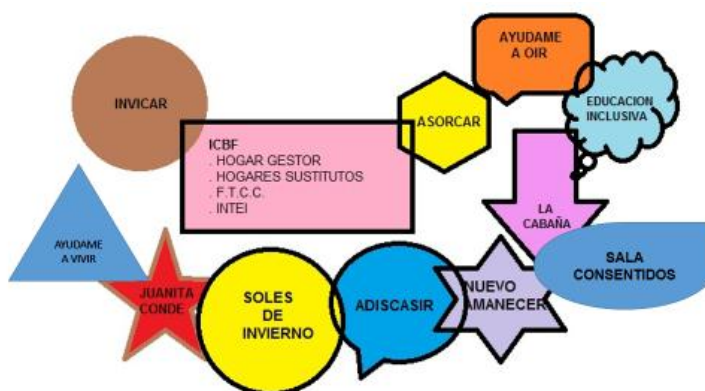 AYUDAME
A OIR
INVICAR
ASORCAR
EDUCACION
INCLUSIVA
ICBF
. HOGAR GESTOR
. HOGARES SUSTITUTOS
. F.T.C.C.
. INTEI
LA
CABAÑA
AYUDAME
A VIVIR
JUANITA
CONDE
SOLES
DE
INVIERNO
ADISCASIR
NUEVO
AMANECER
SALA
CONSENTIDOS